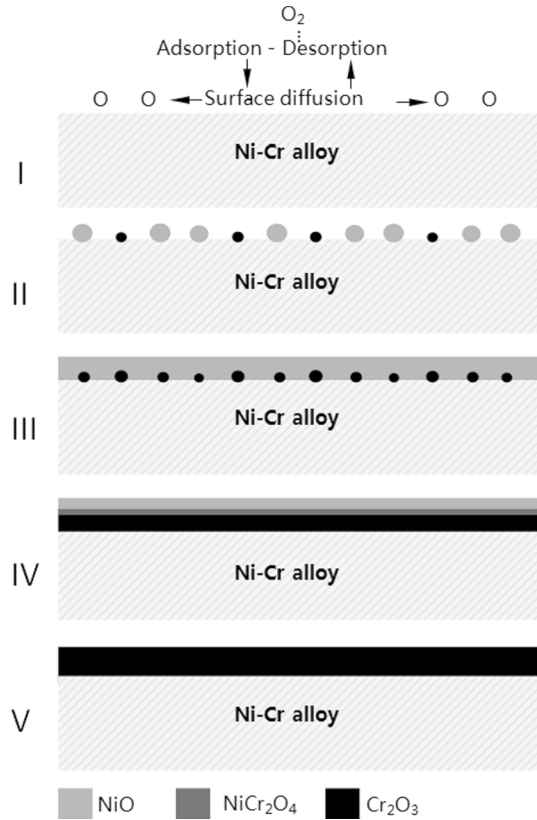 O₂
Adsorption - Desorption
O O Surface diffusion O O
Ni-Cr alloy
I
Ni-Cr alloy
II
Ni-Cr alloy
III
Ni-Cr alloy
IV
Ni-Cr alloy
V
NiO NiCr₂O₄ Cr₂O₃